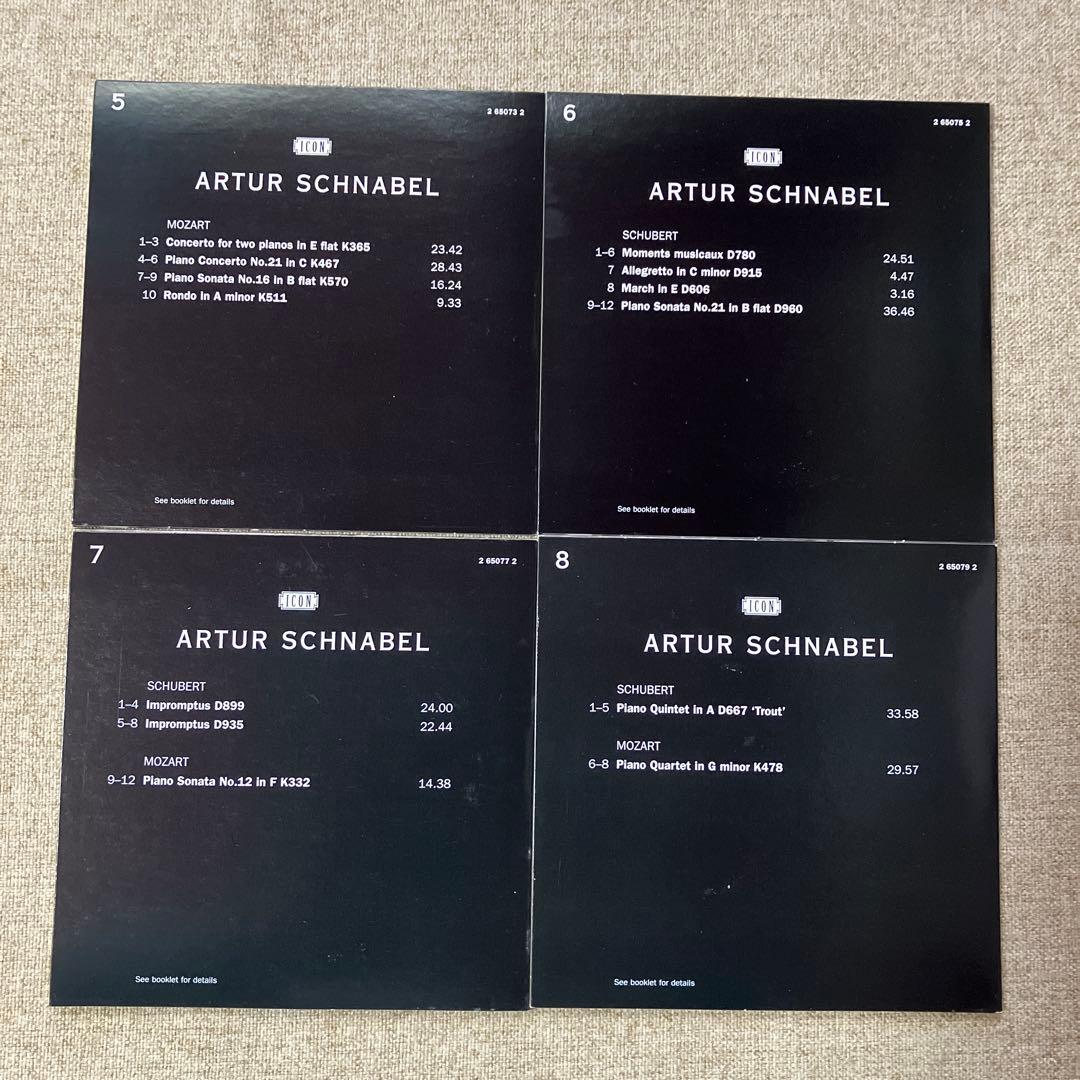 5
2 65073 2
ICON
ARTUR SCHNABEL
MOZART
1–3 Concerto for two pianos in E flat K365 23.42
4–6 Piano Concerto No.21 in C K467 28.43
7–9 Piano Sonata No.16 in B flat K570 16.24
10 Rondo in A minor K511 9.33
See booklet for details
6
2 65075 2
ICON
ARTUR SCHNABEL
SCHUBERT
1–6 Moments musicaux D780 24.51
7 Allegretto in C minor D915 4.47
8 March in E D606 3.16
9–12 Piano Sonata No.21 in B flat D960 36.46
See booklet for details
7
2 65077 2
ICON
ARTUR SCHNABEL
SCHUBERT
1–4 Impromptus D899 24.00
5–8 Impromptus D935 22.44
MOZART
9–12 Piano Sonata No.12 in F K332 14.38
See booklet for details
8
2 65079 2
ICON
ARTUR SCHNABEL
SCHUBERT
1–5 Piano Quintet in A D667 ‘Trout’ 33.58
MOZART
6–8 Piano Quartet in G minor K478 29.57
See booklet for details